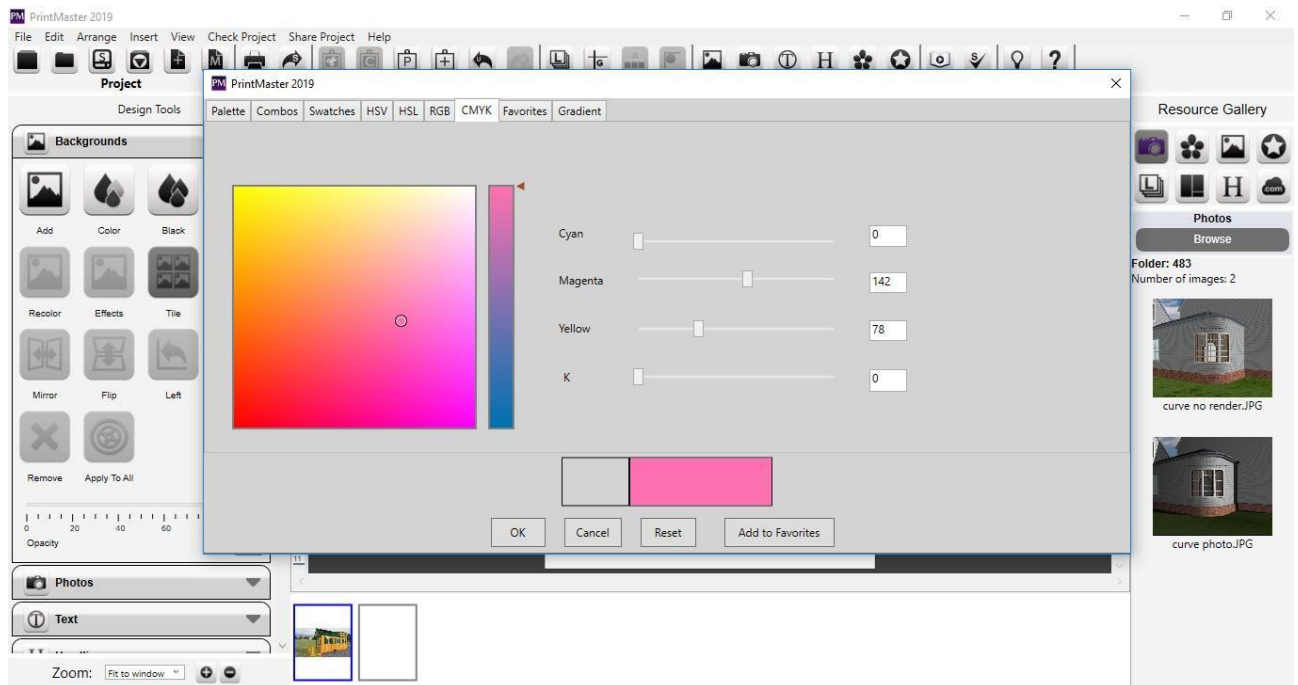 PM PrintMaster 2019
File Edit Arrange Insert View Check Project Share Project Help
Project
Design Tools
Backgrounds
Add Color Black
Recolor Effects Tile
Mirror Flip Left
Remove Apply To All
0 20 40 60
Opacity
Photos
Text
Zoom: Fit to window
PM PrintMaster 2019
Palette Combos Swatches HSV HSL RGB CMYK Favorites Gradient
Cyan 0
Magenta 142
Yellow 78
K 0
OK Cancel Reset Add to Favorites
11
Resource Gallery
Photos
Browse
Folder: 483
Number of images: 2
curve no render.JPG
curve photo.JPG